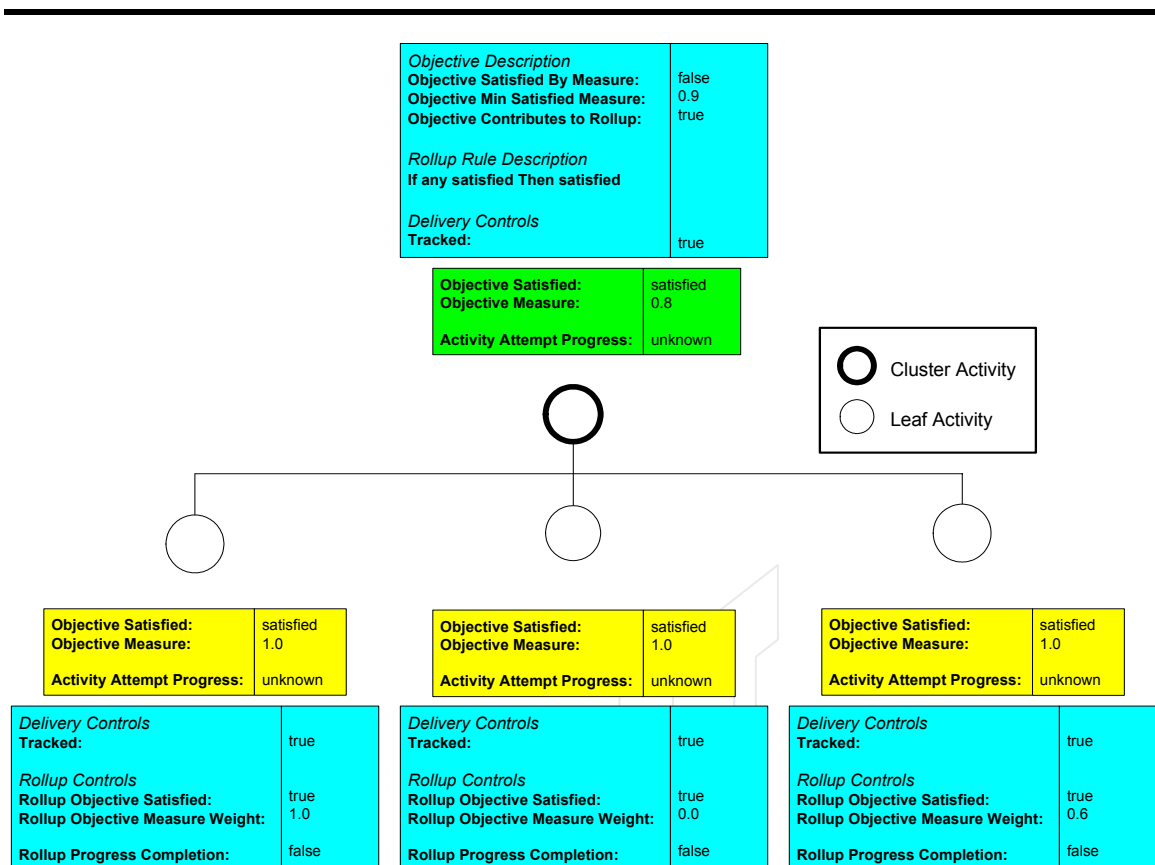 Objective Description
Objective Satisfied By Measure: false
Objective Min Satisfied Measure: 0.9
Objective Contributes to Rollup: true
Rollup Rule Description
If any satisfied Then satisfied
Delivery Controls
Tracked: true
Objective Satisfied: satisfied
Objective Measure: 0.8
Activity Attempt Progress: unknown
Cluster Activity
Leaf Activity
Objective Satisfied: satisfied
Objective Measure: 1.0
Activity Attempt Progress: unknown
Delivery Controls
Tracked: true
Rollup Controls
Rollup Objective Satisfied: true
Rollup Objective Measure Weight: 1.0
Rollup Progress Completion: false
Objective Satisfied: satisfied
Objective Measure: 1.0
Activity Attempt Progress: unknown
Delivery Controls
Tracked: true
Rollup Controls
Rollup Objective Satisfied: true
Rollup Objective Measure Weight: 0.0
Rollup Progress Completion: false
Objective Satisfied: satisfied
Objective Measure: 1.0
Activity Attempt Progress: unknown
Delivery Controls
Tracked: true
Rollup Controls
Rollup Objective Satisfied: true
Rollup Objective Measure Weight: 0.6
Rollup Progress Completion: false